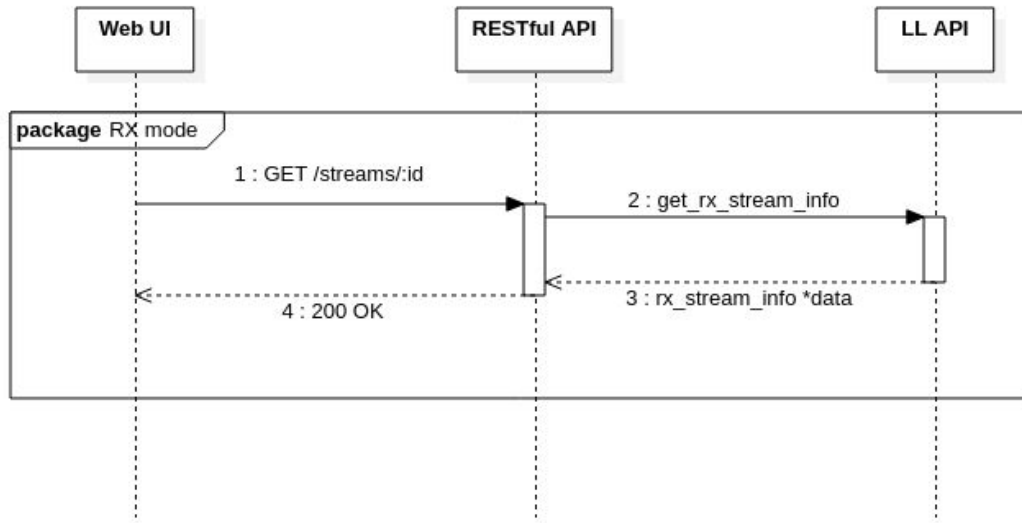 Web UI
RESTful API
LL API
package RX mode
1 : GET /streams/:id
2 : get_rx_stream_info
3 : rx_stream_info *data
4 : 200 OK